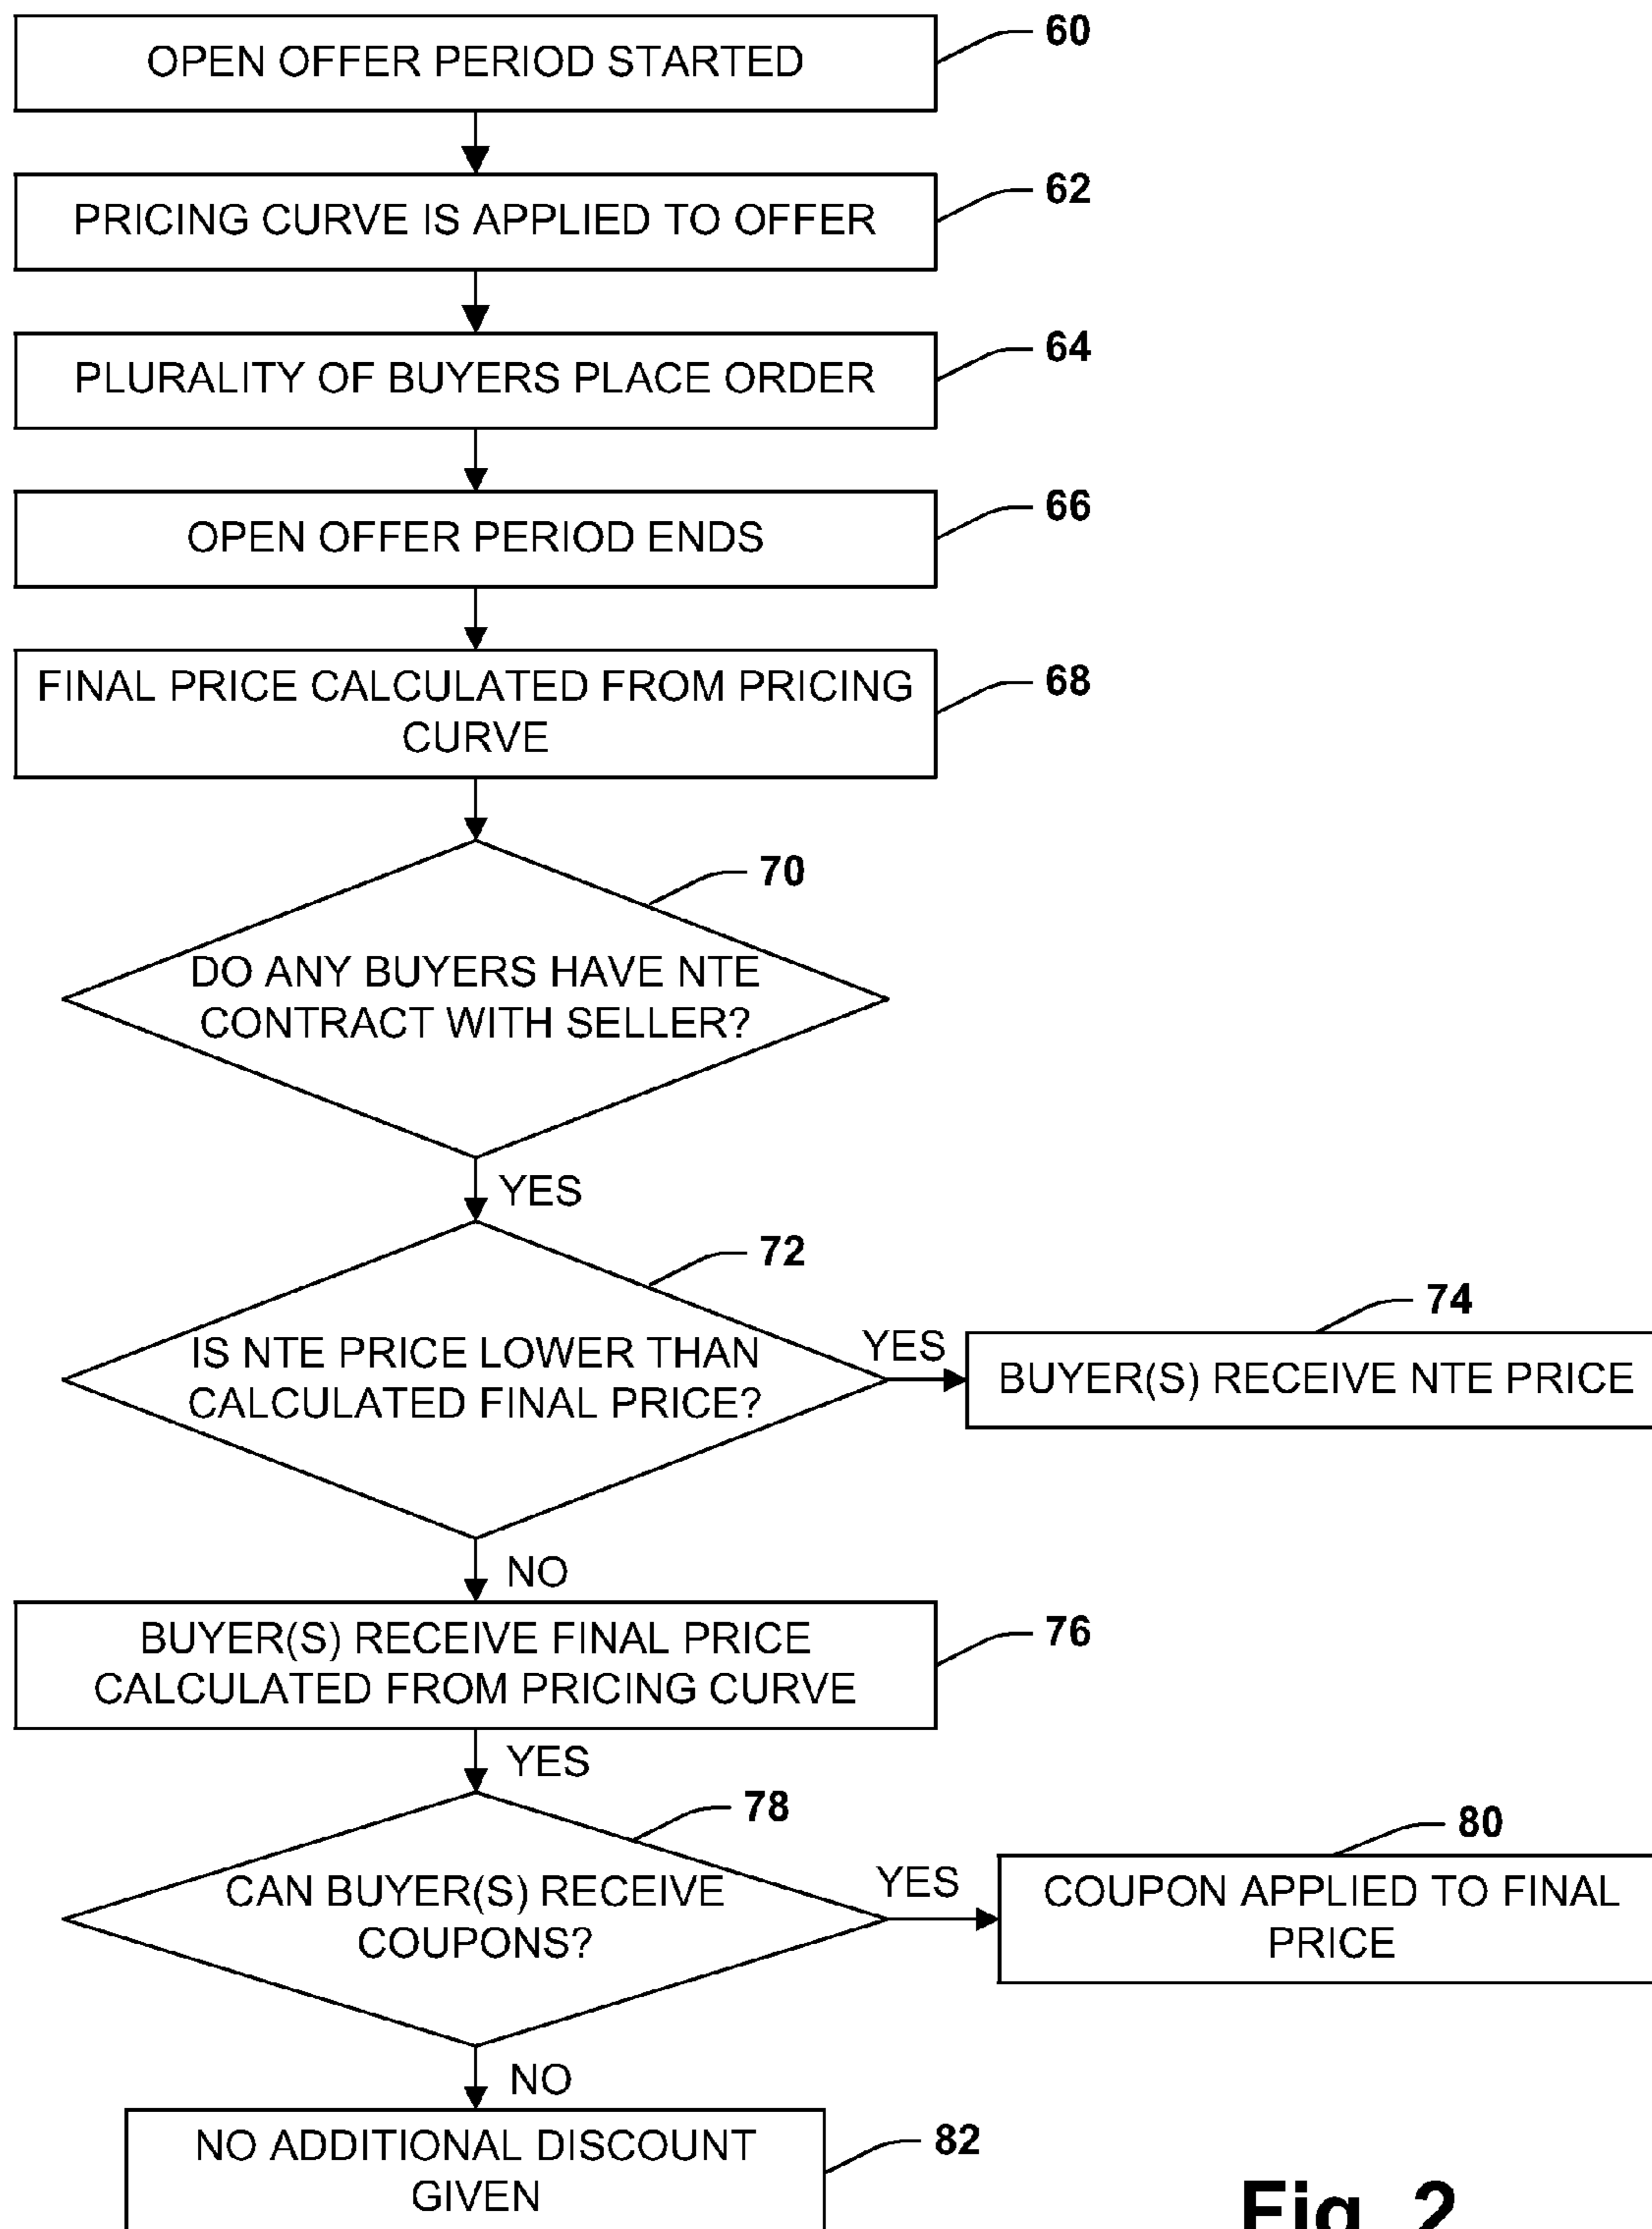 OPEN OFFER PERIOD STARTED
60
PRICING CURVE IS APPLIED TO OFFER
62
PLURALITY OF BUYERS PLACE ORDER
64
OPEN OFFER PERIOD ENDS
66
FINAL PRICE CALCULATED FROM PRICING
CURVE
68
70
DO ANY BUYERS HAVE NTE
CONTRACT WITH SELLER?
YES
72
IS NTE PRICE LOWER THAN
CALCULATED FINAL PRICE?
YES
74
BUYER(S) RECEIVE NTE PRICE
NO
BUYER(S) RECEIVE FINAL PRICE
CALCULATED FROM PRICING CURVE
76
YES
78
CAN BUYER(S) RECEIVE
COUPONS?
YES
80
COUPON APPLIED TO FINAL
PRICE
NO
NO ADDITIONAL DISCOUNT
GIVEN
82
Fig. 2